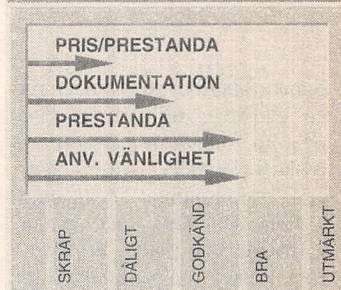 PRIS/PRESTANDA
DOKUMENTATION
PRESTANDA
ANV. VÄNLIGHET
SKRÄP
DÅLIGT
GODKÄND
BRA
UTMÄRKT